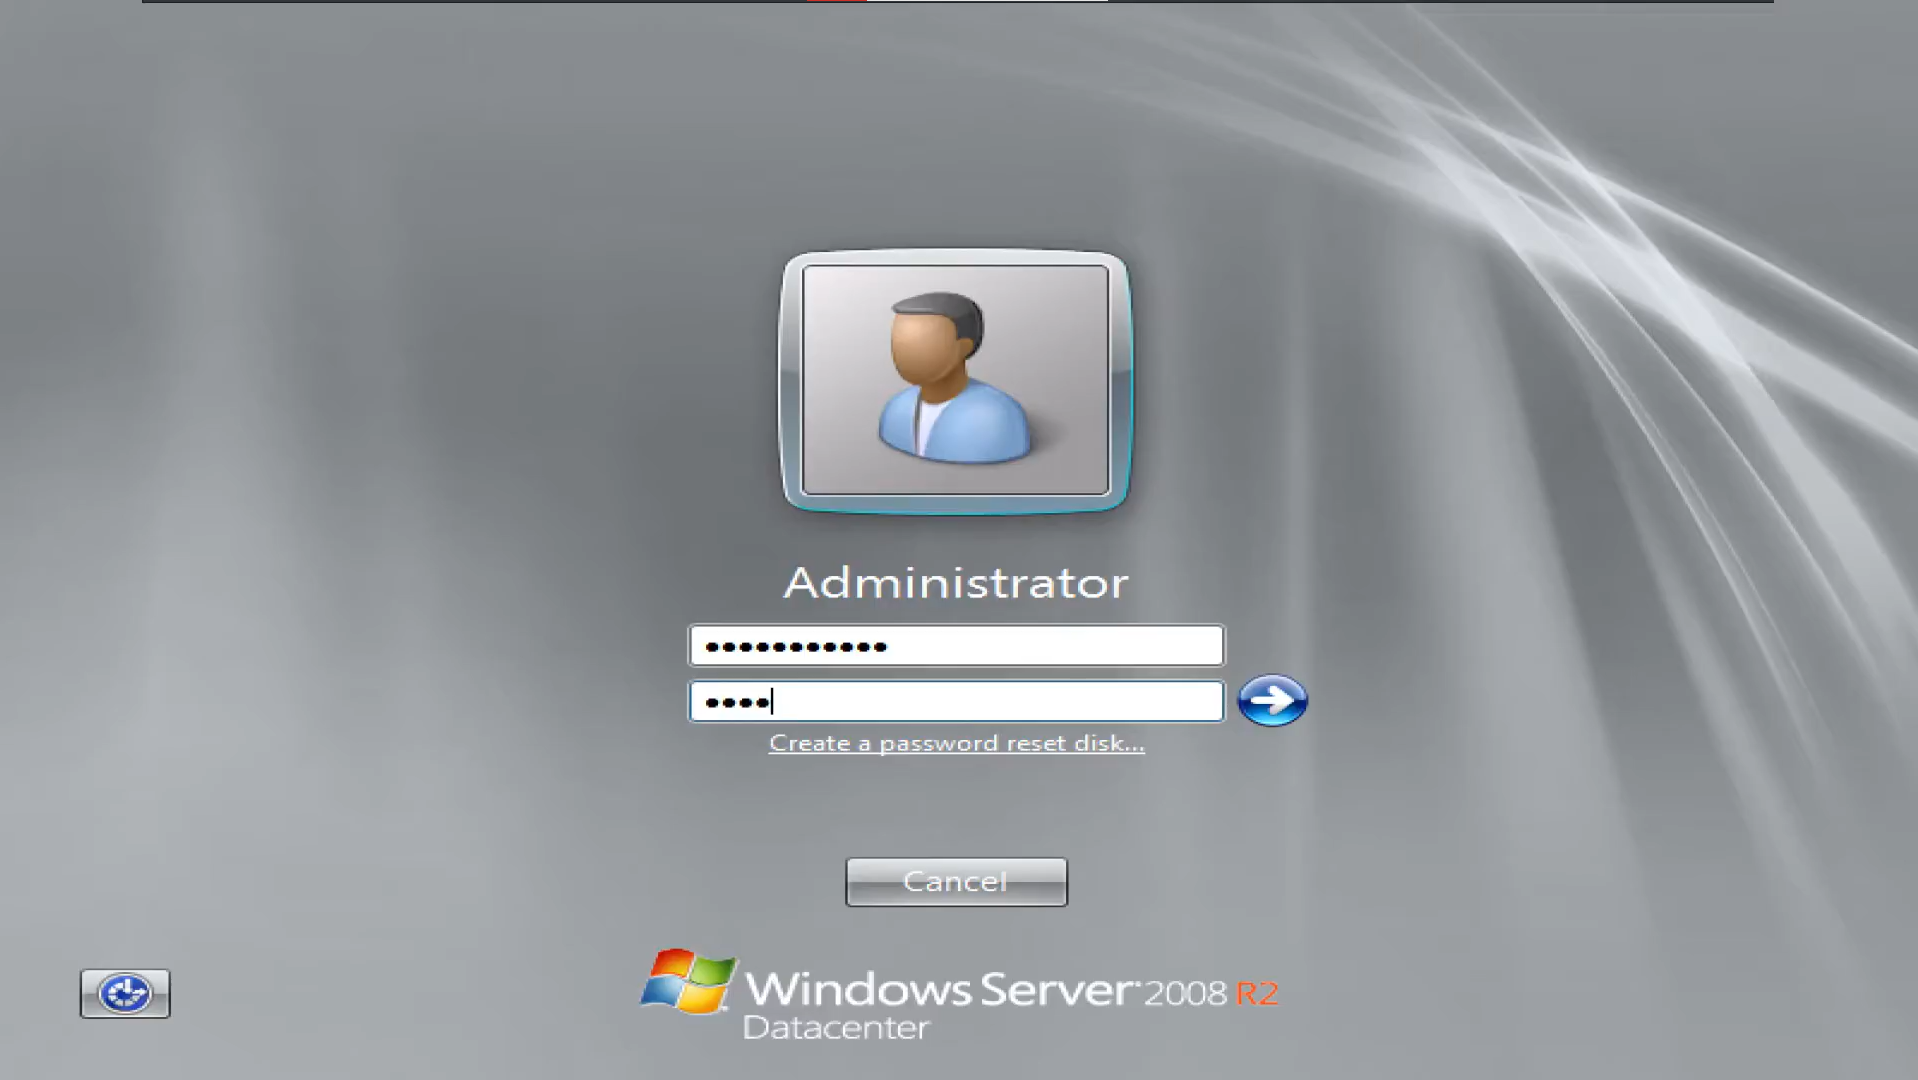 Administrator
•••••••••••
••••
Create a password reset disk...
Cancel
Windows Server 2008 R2
Datacenter